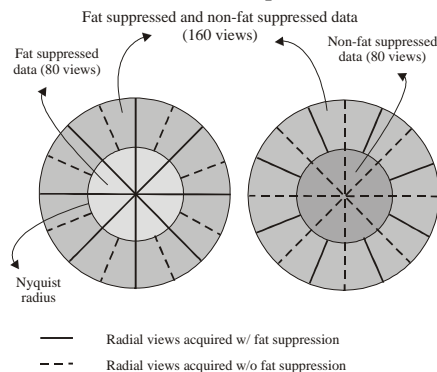 Fat suppressed and non-fat suppressed data
(160 views)
Fat suppressed
data (80 views)
Non-fat suppressed
data (80 views)
Nyquist
radius
Radial views acquired w/ fat suppression
Radial views acquired w/o fat suppression